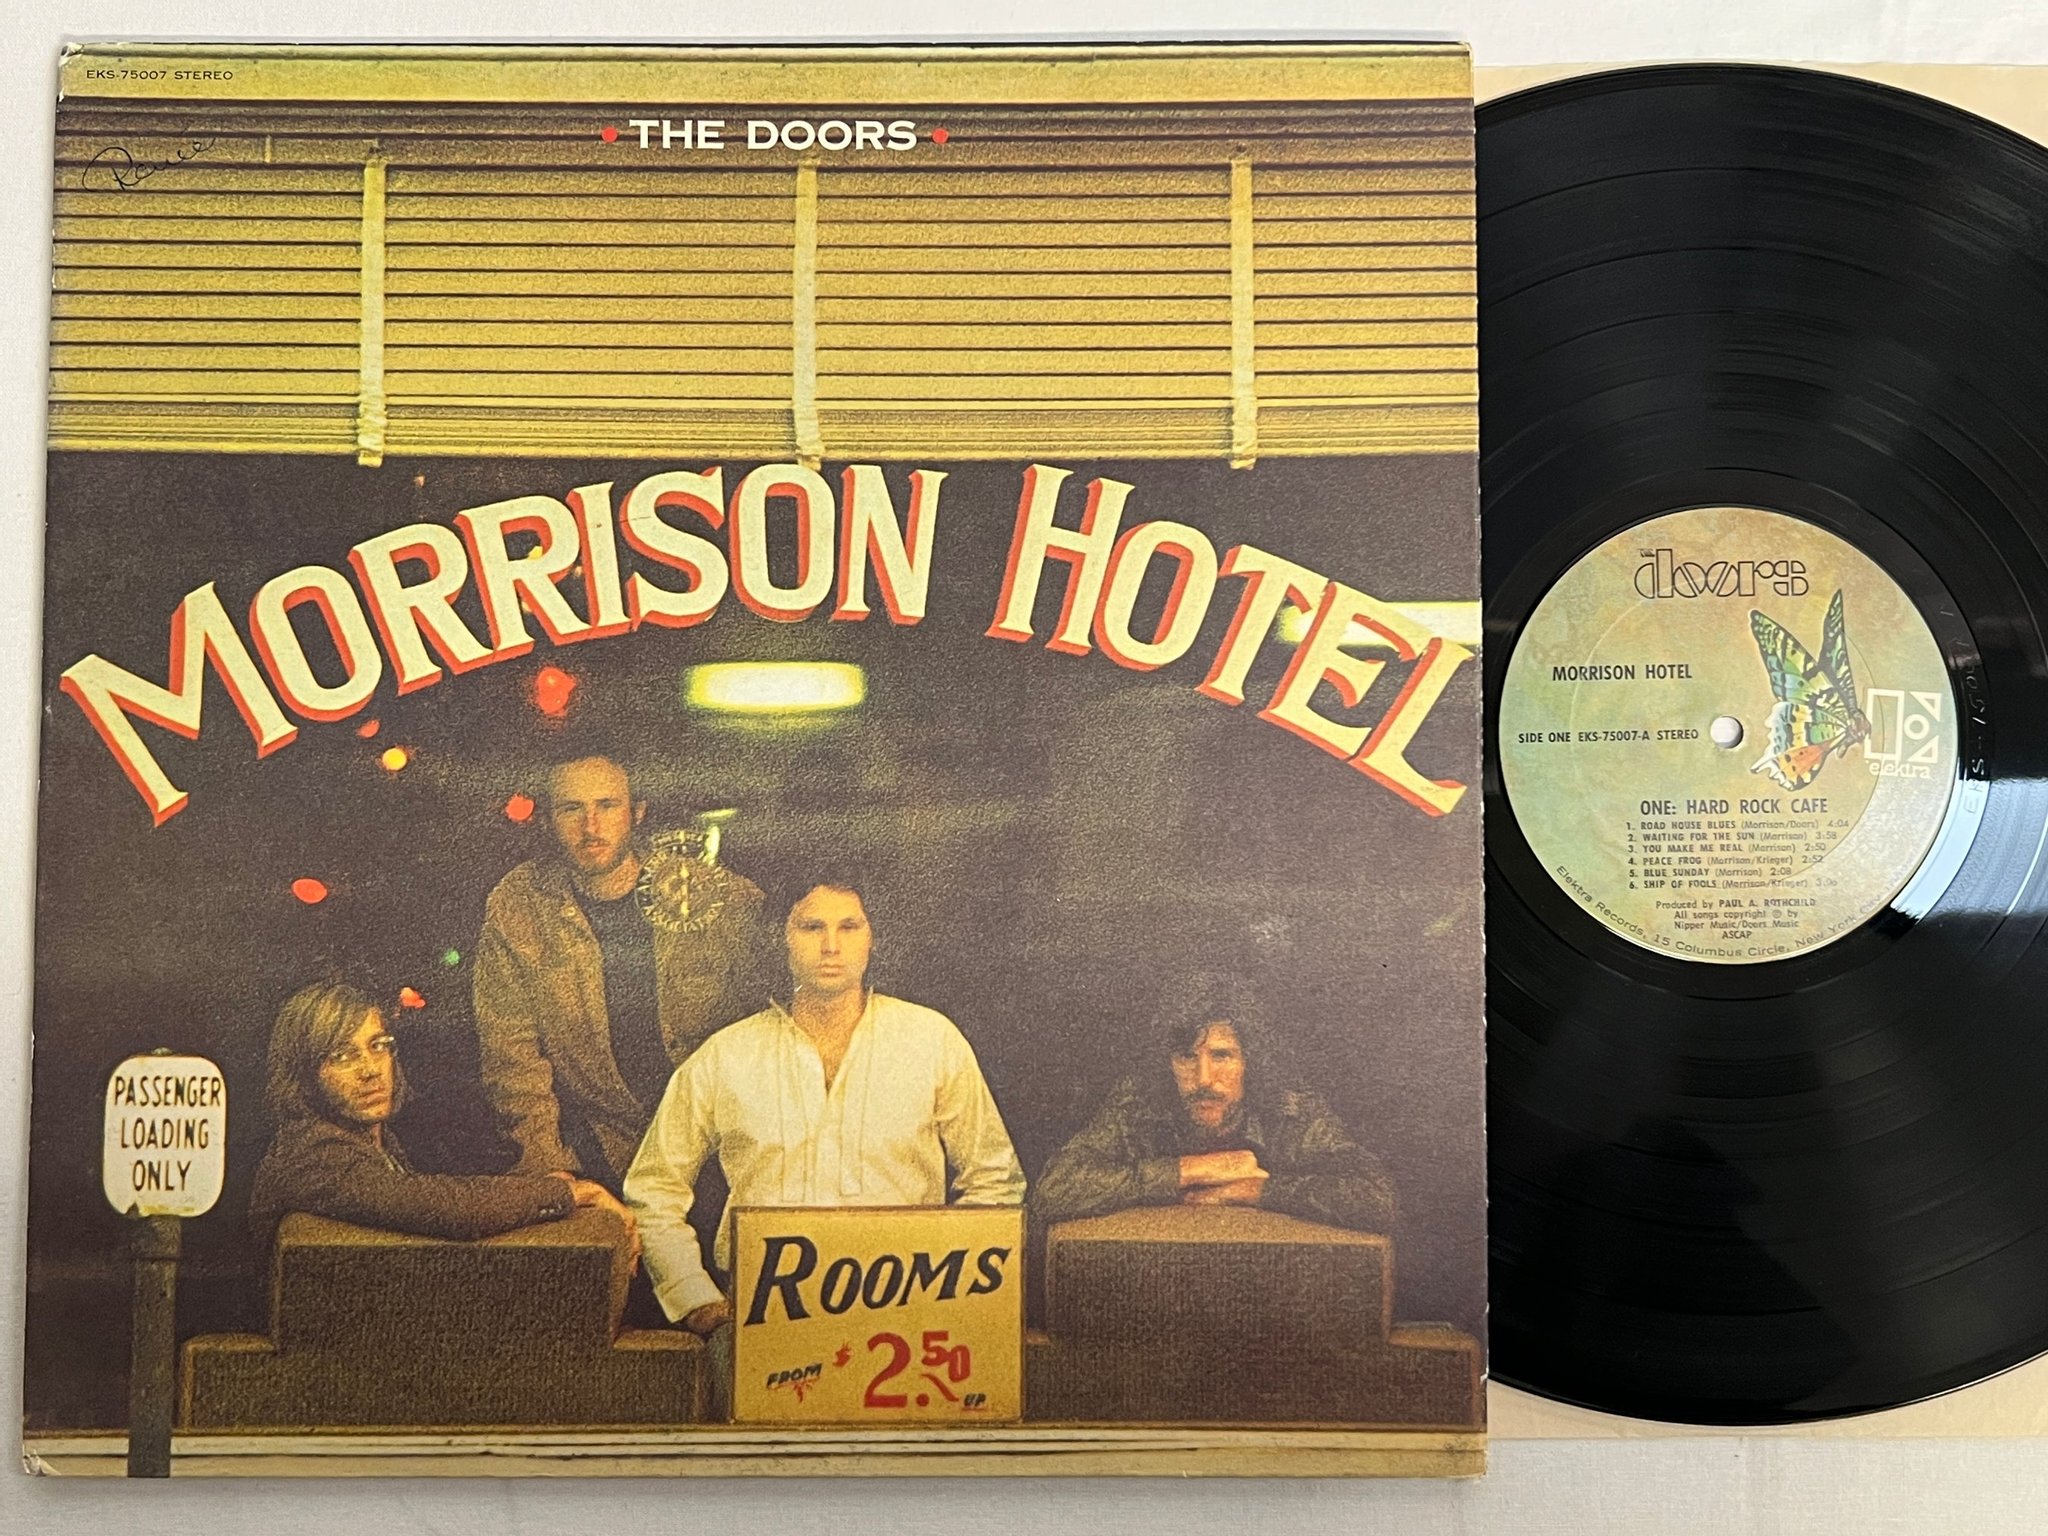 EKS-75007 STEREO
THE DOORS
Renée
MORRISON HOTEL
PASSENGER
LOADING
ONLY
ROOMS
FROM $2.50 UP
THE doors
MORRISON HOTEL
SIDE ONE EKS-75007-A STEREO
elektra
ONE: HARD ROCK CAFE
1. ROAD HOUSE BLUES (Morrison/Doors) 4:04
2. WAITING FOR THE SUN (Morrison) 3:58
3. YOU MAKE ME REAL (Morrison) 2:50
4. PEACE FROG (Morrison/Krieger) 2:52
5. BLUE SUNDAY (Morrison) 2:08
6. SHIP OF FOOLS (Morrison/Krieger) 3:06
Produced by PAUL A. ROTHCHILD
All songs copyright © by
Nipper Music/Doors Music
ASCAP
Elektra Records, 15 Columbus Circle, New York City